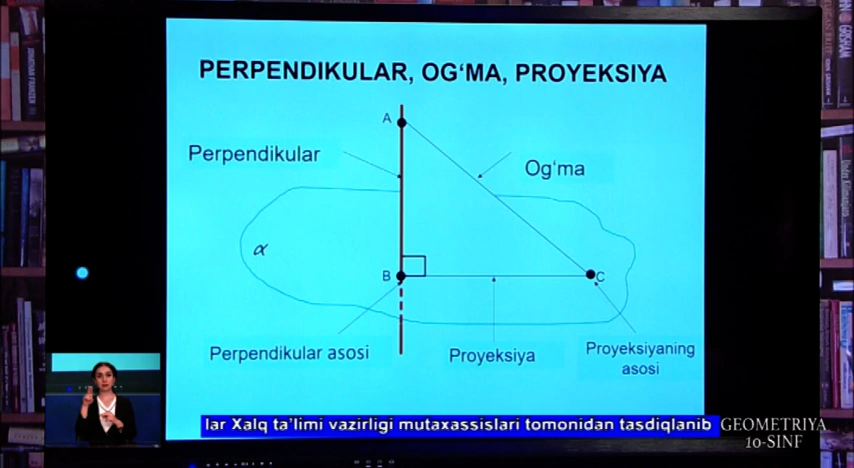 PERPENDIKULAR, OG‘MA, PROYEKSIYA
A
Perpendikular
Og‘ma
α
B
C
Perpendikular asosi
Proyeksiya
Proyeksiyaning
asosi
lar Xalq ta’limi vazirligi mutaxassislari tomonidan tasdiqlanib
GEOMETRIYA
10-SINF